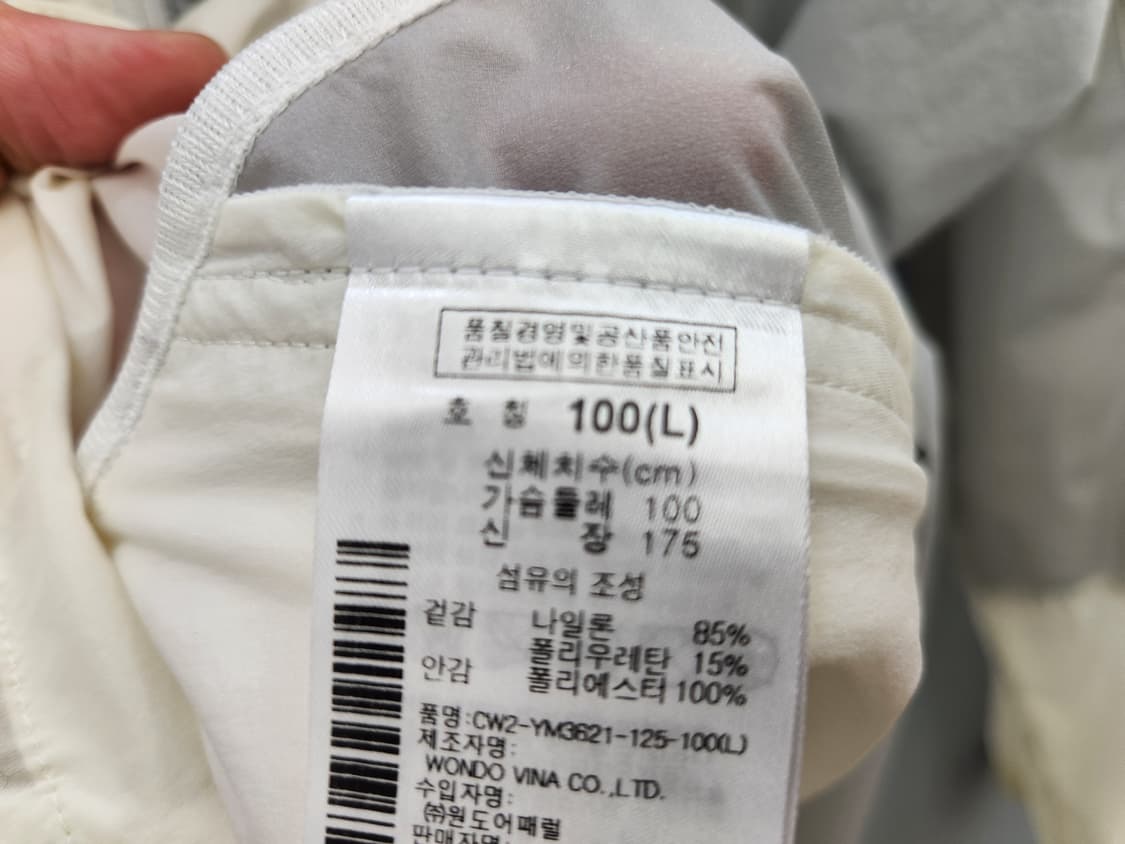 품질경영및공산품안전
관리법에의한품질표시
호 칭 100(L)
신체치수(cm)
가슴둘레 100
신 장 175
섬유의 조성
겉감 나일론 85%
폴리우레탄 15%
안감 폴리에스터 100%
품명:CW2-YM3621-125-100(L)
제조자명:
WONDO VINA CO.,LTD.
수입자명:
㈜원도어패럴
판매자명: